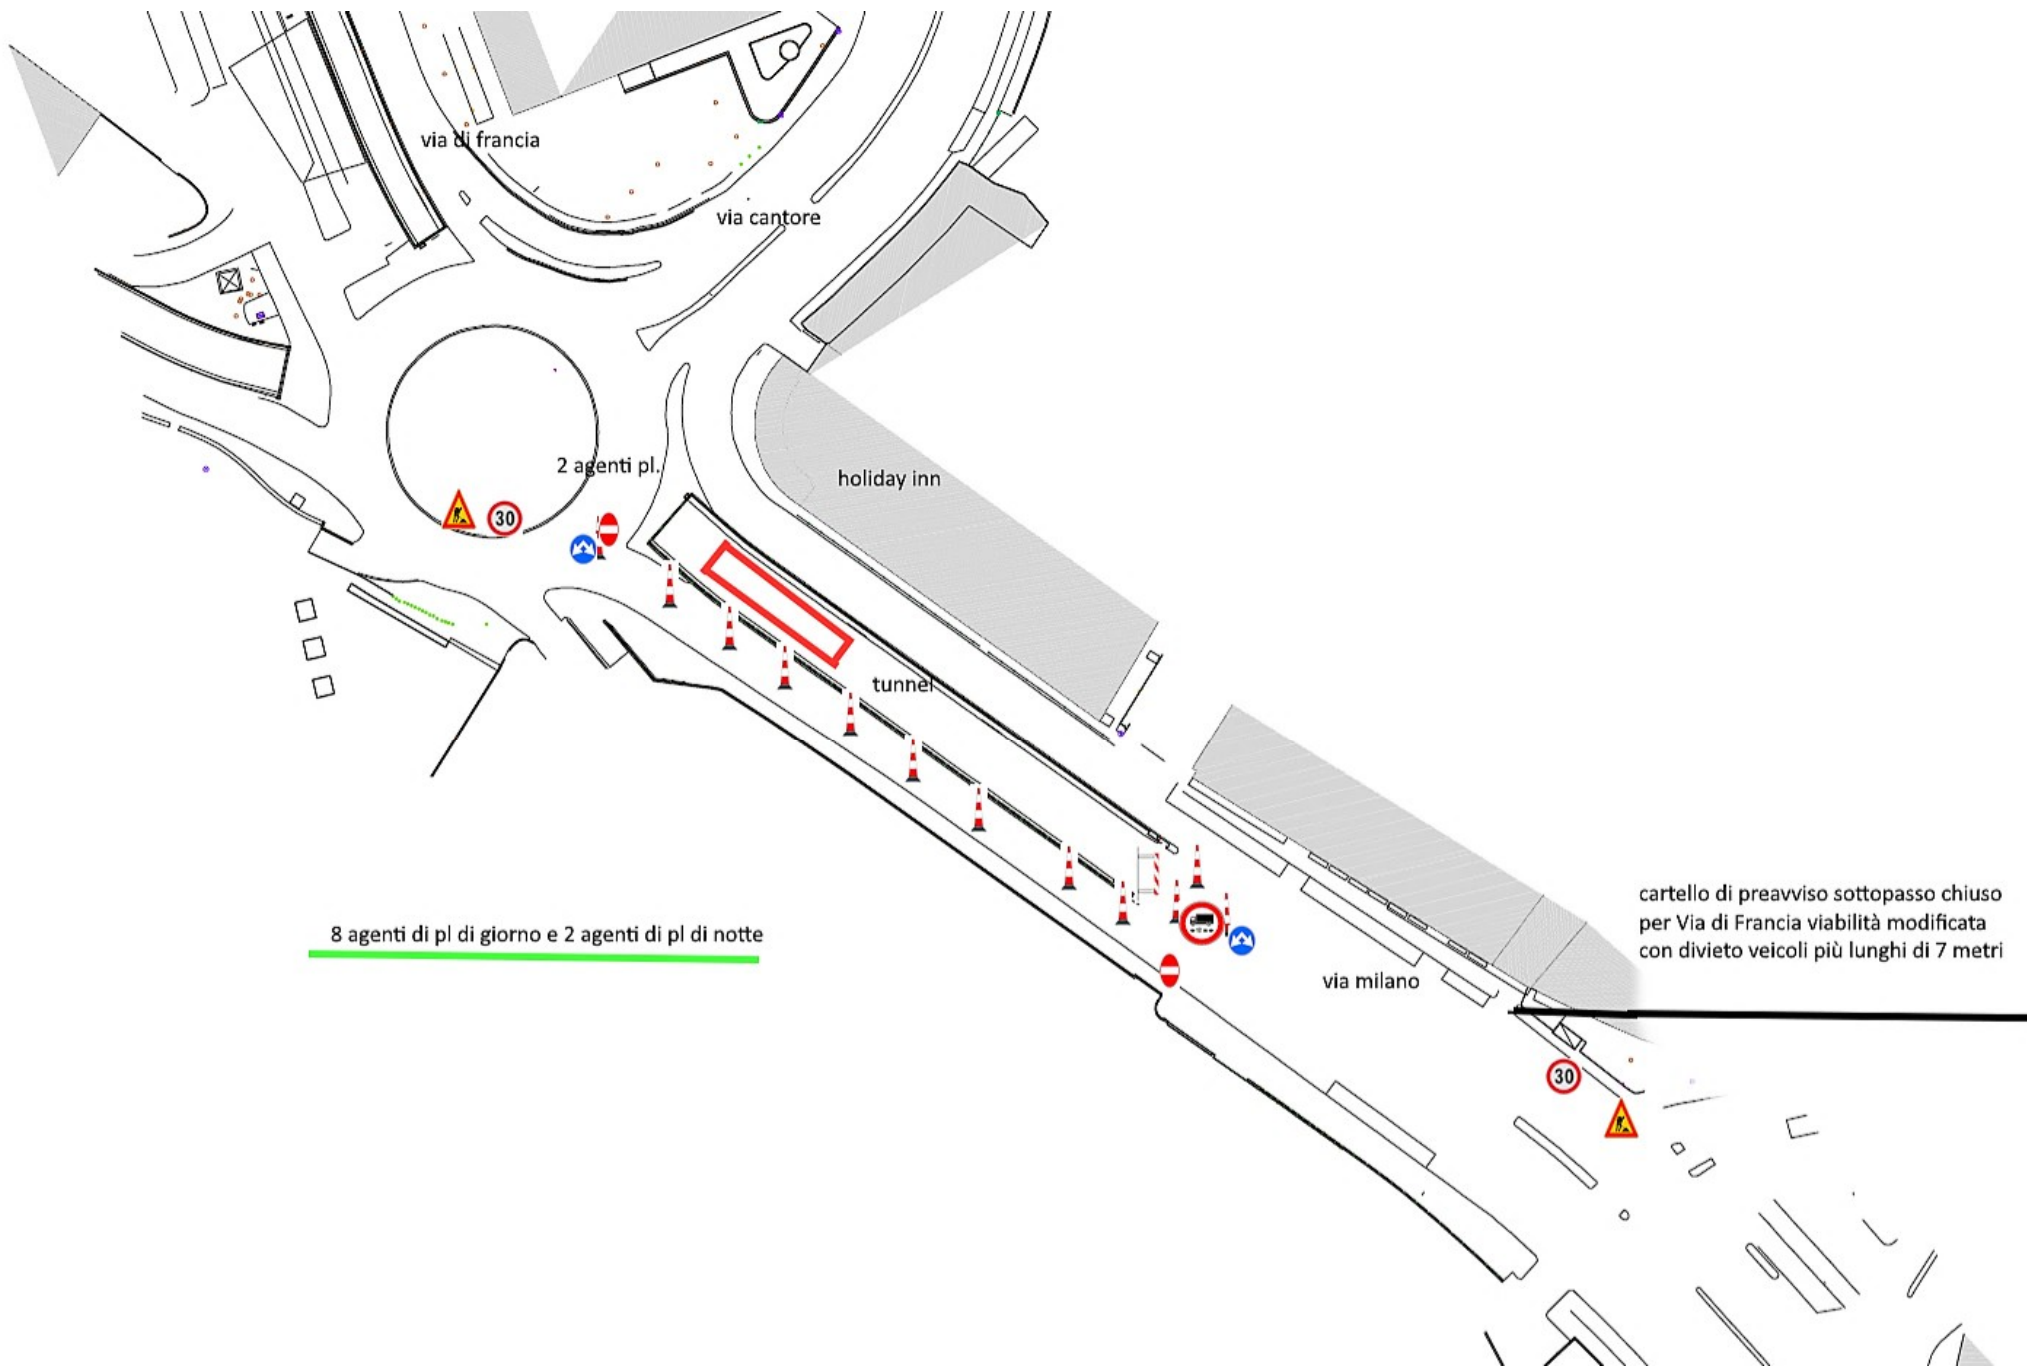 via di francia
via cantore
2 agenti pl.
holiday inn
30
tunnel
cartello di preavviso sottopasso chiuso
per Via di Francia viabilità modificata
con divieto veicoli più lunghi di 7 metri
8 agenti di pl di giorno e 2 agenti di pl di notte
via milano
30